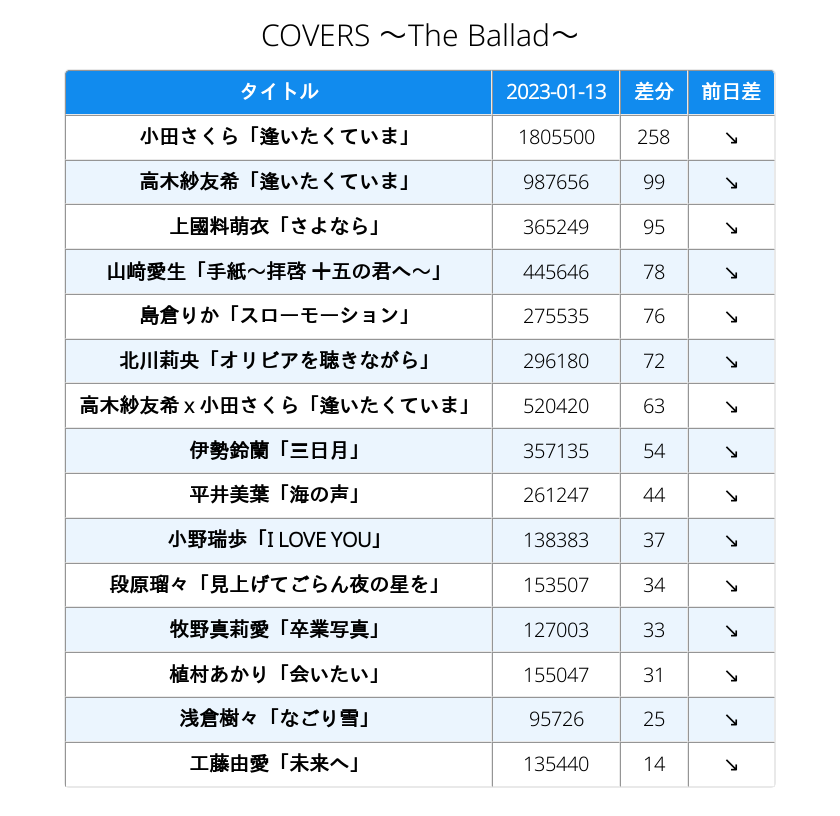 COVERS ～The Ballad～
タイトル 2023-01-13 差分 前日差
小田さくら「逢いたくていま」 1805500 258 ↘
高木紗友希「逢いたくていま」 987656 99 ↘
上國料萌衣「さよなら」 365249 95 ↘
山﨑愛生「手紙～拝啓 十五の君へ～」 445646 78 ↘
島倉りか「スローモーション」 275535 76 ↘
北川莉央「オリビアを聴きながら」 296180 72 ↘
高木紗友希 x 小田さくら「逢いたくていま」 520420 63 ↘
伊勢鈴蘭「三日月」 357135 54 ↘
平井美葉「海の声」 261247 44 ↘
小野瑞歩「I LOVE YOU」 138383 37 ↘
段原瑠々「見上げてごらん夜の星を」 153507 34 ↘
牧野真莉愛「卒業写真」 127003 33 ↘
植村あかり「会いたい」 155047 31 ↘
浅倉樹々「なごり雪」 95726 25 ↘
工藤由愛「未来へ」 135440 14 ↘